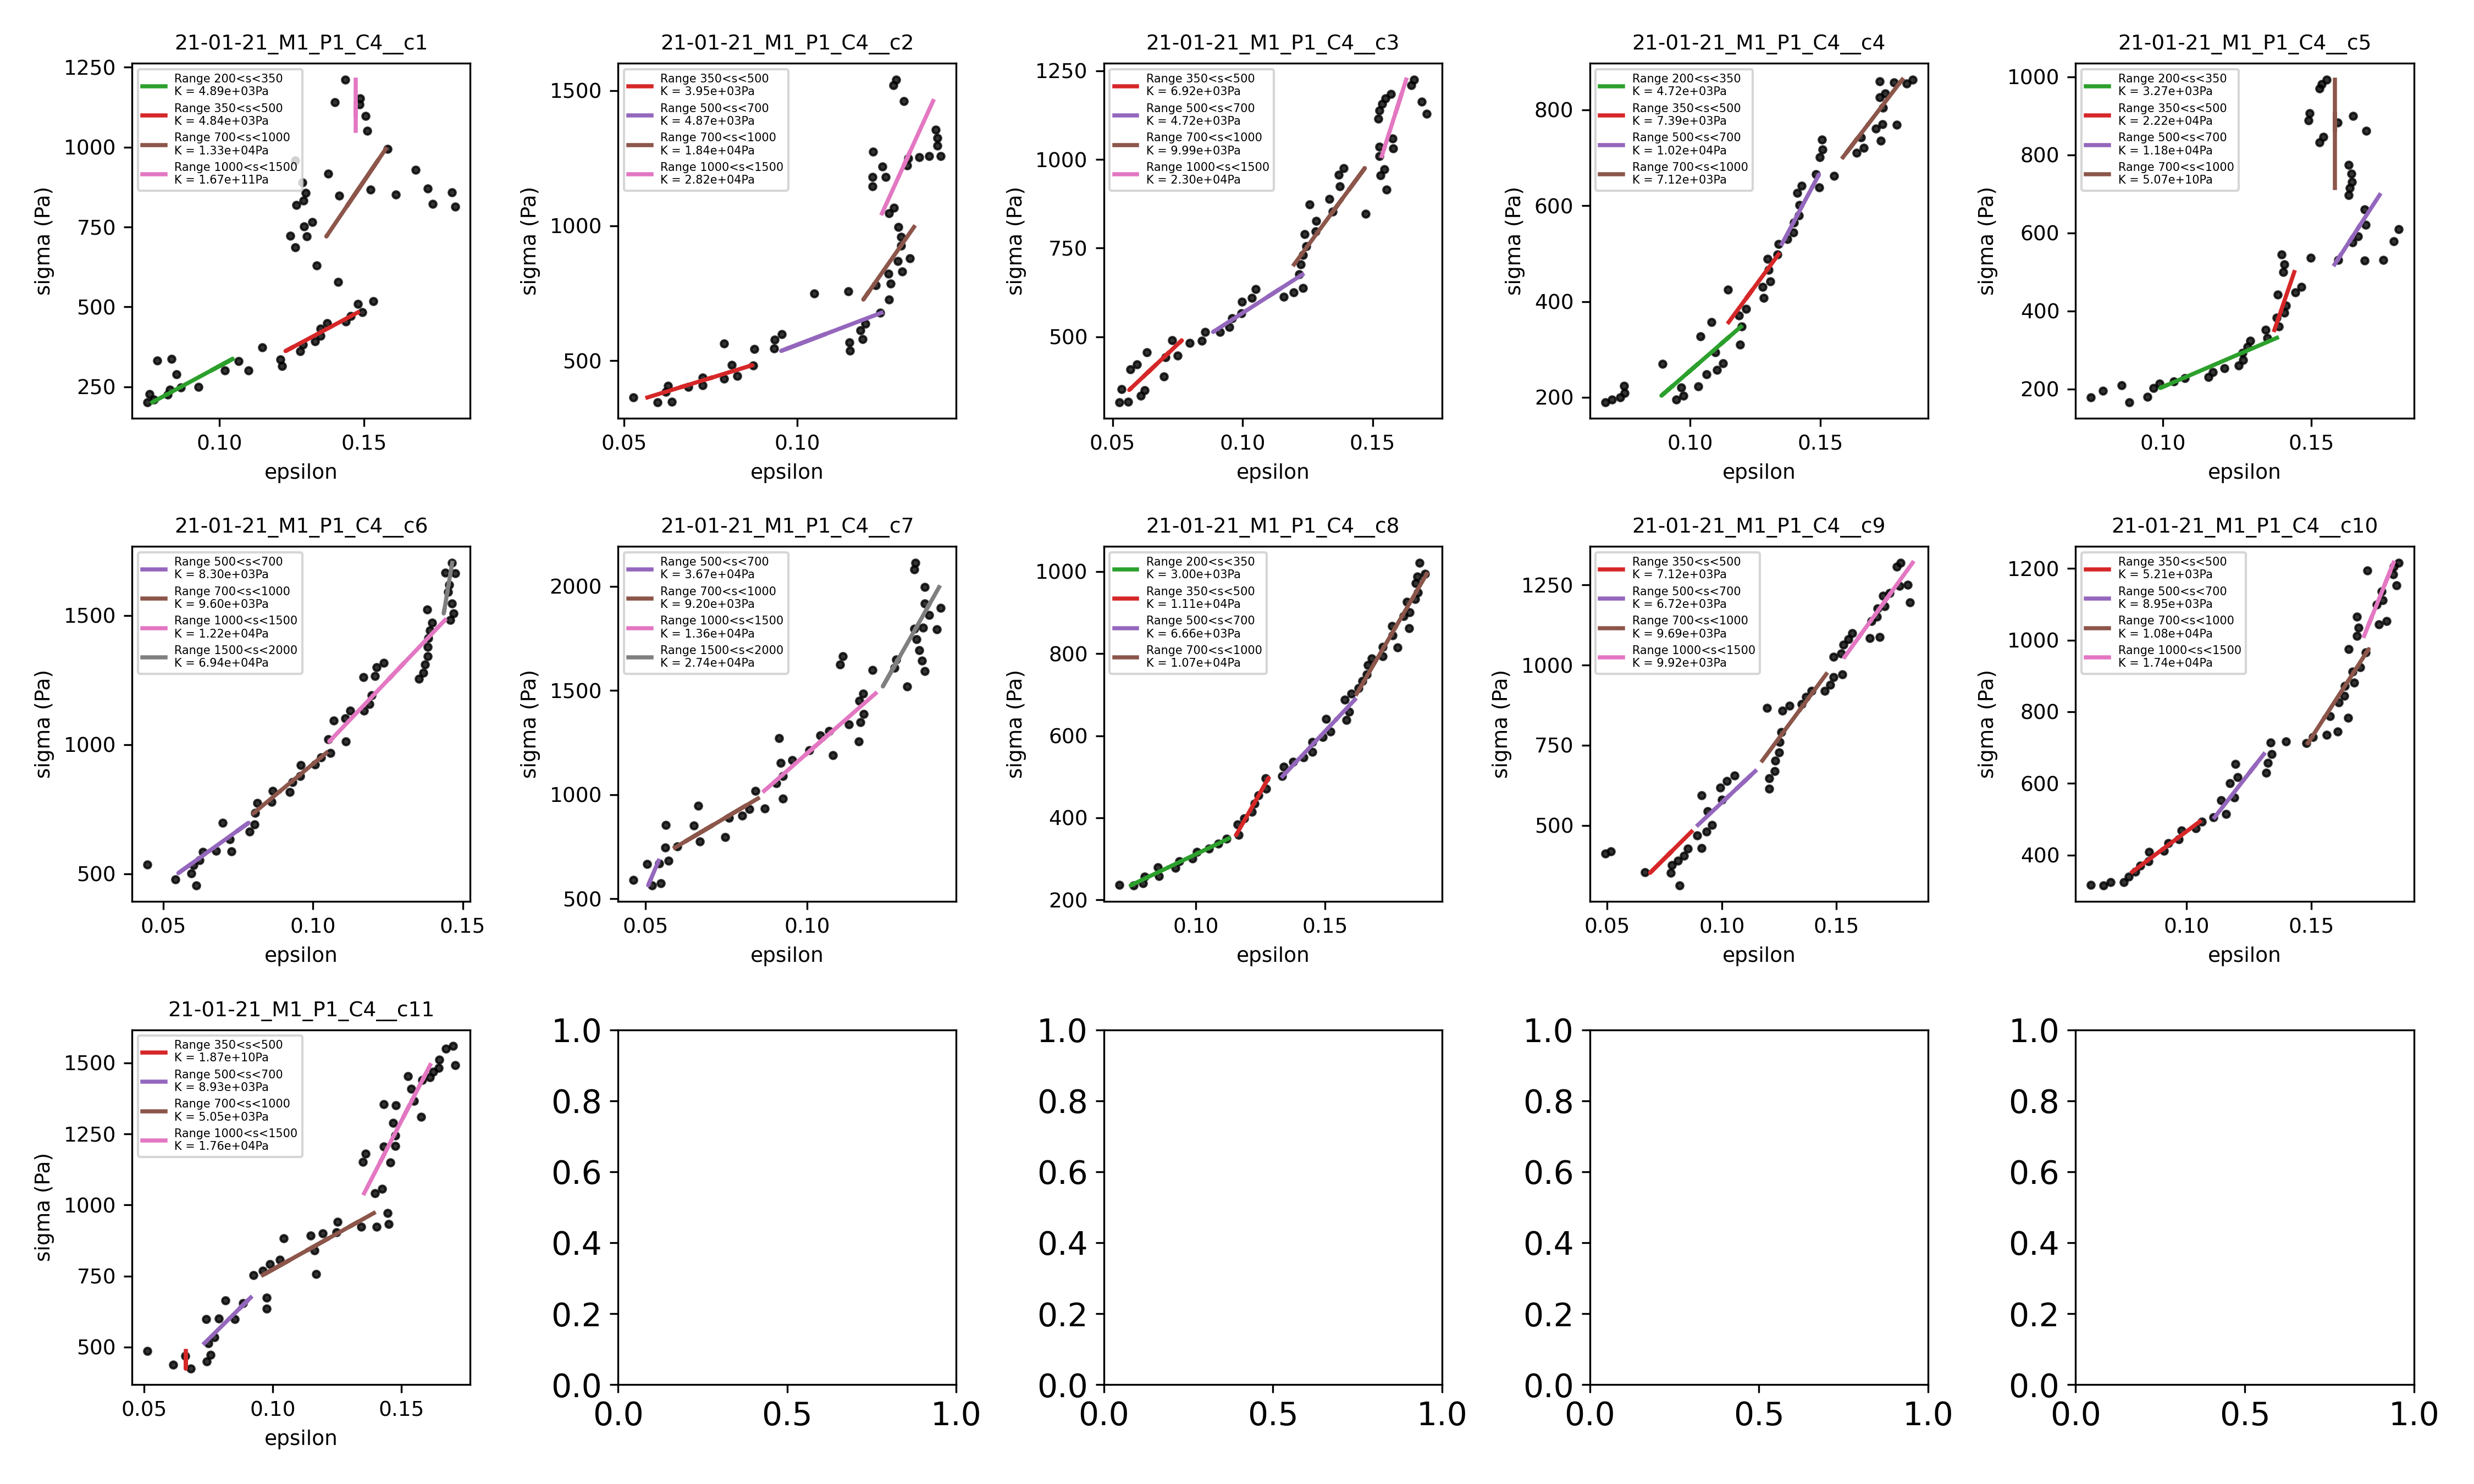 21-01-21_M1_P1_C4__c1
Range 200<s<350
K = 4.89e+03Pa
Range 350<s<500
K = 4.84e+03Pa
Range 700<s<1000
K = 1.33e+04Pa
Range 1000<s<1500
K = 1.67e+11Pa
1250
1000
750
500
250
sigma (Pa)
0.10 0.15
epsilon
21-01-21_M1_P1_C4__c2
Range 350<s<500
K = 3.95e+03Pa
Range 500<s<700
K = 4.87e+03Pa
Range 700<s<1000
K = 1.84e+04Pa
Range 1000<s<1500
K = 2.82e+04Pa
1500
1000
500
sigma (Pa)
0.05 0.10
epsilon
21-01-21_M1_P1_C4__c3
Range 350<s<500
K = 6.92e+03Pa
Range 500<s<700
K = 4.72e+03Pa
Range 700<s<1000
K = 9.99e+03Pa
Range 1000<s<1500
K = 2.30e+04Pa
1250
1000
750
500
sigma (Pa)
0.05 0.10 0.15
epsilon
21-01-21_M1_P1_C4__c4
Range 200<s<350
K = 4.72e+03Pa
Range 350<s<500
K = 7.39e+03Pa
Range 500<s<700
K = 1.02e+04Pa
Range 700<s<1000
K = 7.12e+03Pa
800
600
400
200
sigma (Pa)
0.10 0.15
epsilon
21-01-21_M1_P1_C4__c5
Range 200<s<350
K = 3.27e+03Pa
Range 350<s<500
K = 2.22e+04Pa
Range 500<s<700
K = 1.18e+04Pa
Range 700<s<1000
K = 5.07e+10Pa
1000
800
600
400
200
sigma (Pa)
0.10 0.15
epsilon
21-01-21_M1_P1_C4__c6
Range 500<s<700
K = 8.30e+03Pa
Range 700<s<1000
K = 9.60e+03Pa
Range 1000<s<1500
K = 1.22e+04Pa
Range 1500<s<2000
K = 6.94e+04Pa
1500
1000
500
sigma (Pa)
0.05 0.10 0.15
epsilon
21-01-21_M1_P1_C4__c7
Range 500<s<700
K = 3.67e+04Pa
Range 700<s<1000
K = 9.20e+03Pa
Range 1000<s<1500
K = 1.36e+04Pa
Range 1500<s<2000
K = 2.74e+04Pa
2000
1500
1000
500
sigma (Pa)
0.05 0.10
epsilon
21-01-21_M1_P1_C4__c8
Range 200<s<350
K = 3.00e+03Pa
Range 350<s<500
K = 1.11e+04Pa
Range 500<s<700
K = 6.66e+03Pa
Range 700<s<1000
K = 1.07e+04Pa
1000
800
600
400
200
sigma (Pa)
0.10 0.15
epsilon
21-01-21_M1_P1_C4__c9
Range 350<s<500
K = 7.12e+03Pa
Range 500<s<700
K = 6.72e+03Pa
Range 700<s<1000
K = 9.69e+03Pa
Range 1000<s<1500
K = 9.92e+03Pa
1250
1000
750
500
sigma (Pa)
0.05 0.10 0.15
epsilon
21-01-21_M1_P1_C4__c10
Range 350<s<500
K = 5.21e+03Pa
Range 500<s<700
K = 8.95e+03Pa
Range 700<s<1000
K = 1.08e+04Pa
Range 1000<s<1500
K = 1.74e+04Pa
1200
1000
800
600
400
sigma (Pa)
0.10 0.15
epsilon
21-01-21_M1_P1_C4__c11
Range 350<s<500
K = 1.87e+10Pa
Range 500<s<700
K = 8.93e+03Pa
Range 700<s<1000
K = 5.05e+03Pa
Range 1000<s<1500
K = 1.76e+04Pa
1500
1250
1000
750
500
sigma (Pa)
0.05 0.10 0.15
epsilon
1.0
0.8
0.6
0.4
0.2
0.0
0.0 0.5 1.0
1.0
0.8
0.6
0.4
0.2
0.0
0.0 0.5 1.0
1.0
0.8
0.6
0.4
0.2
0.0
0.0 0.5 1.0
1.0
0.8
0.6
0.4
0.2
0.0
0.0 0.5 1.0